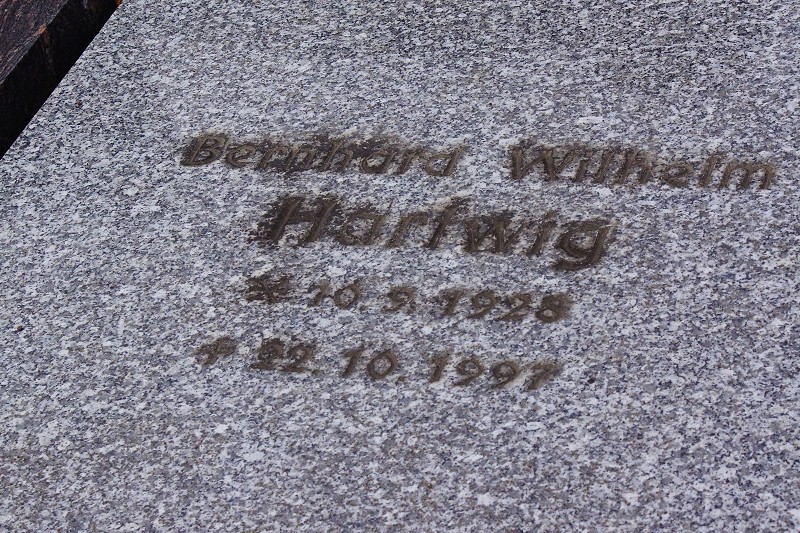 Bernhard Wilhelm
Hartwig
* 10. 9. 1928
† 22. 10. 1997